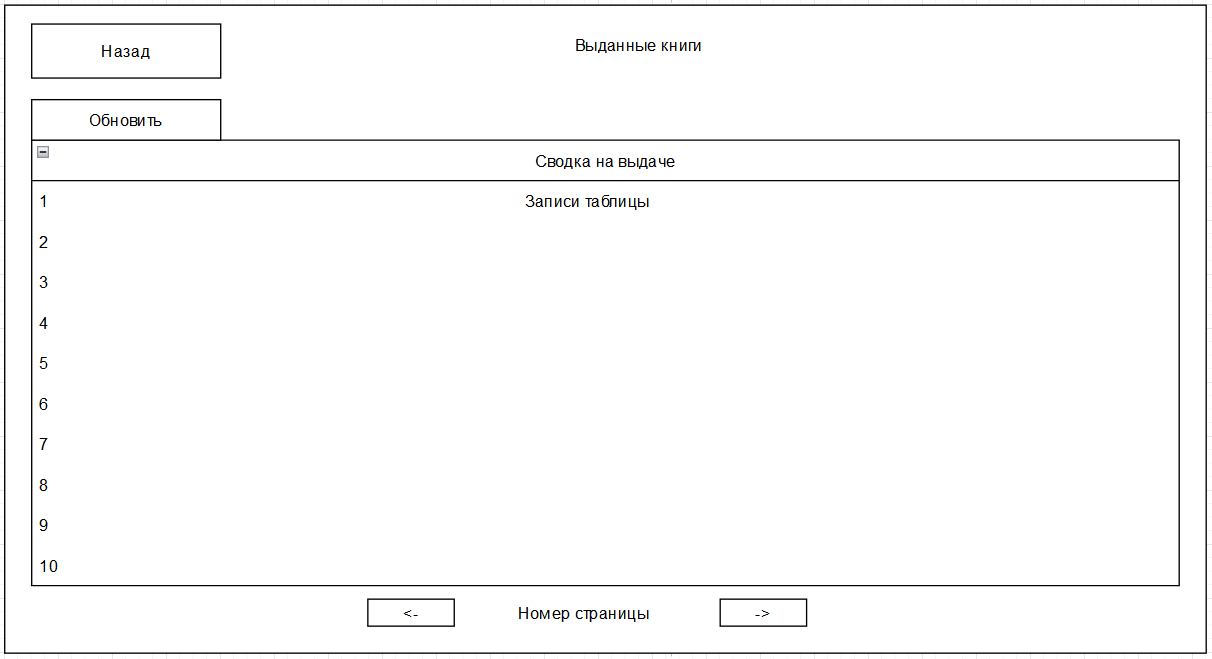 Назад
Выданные книги
Обновить
Сводка на выдаче
1
Записи таблицы
2
3
4
5
6
7
8
9
10
<-
Номер страницы
->